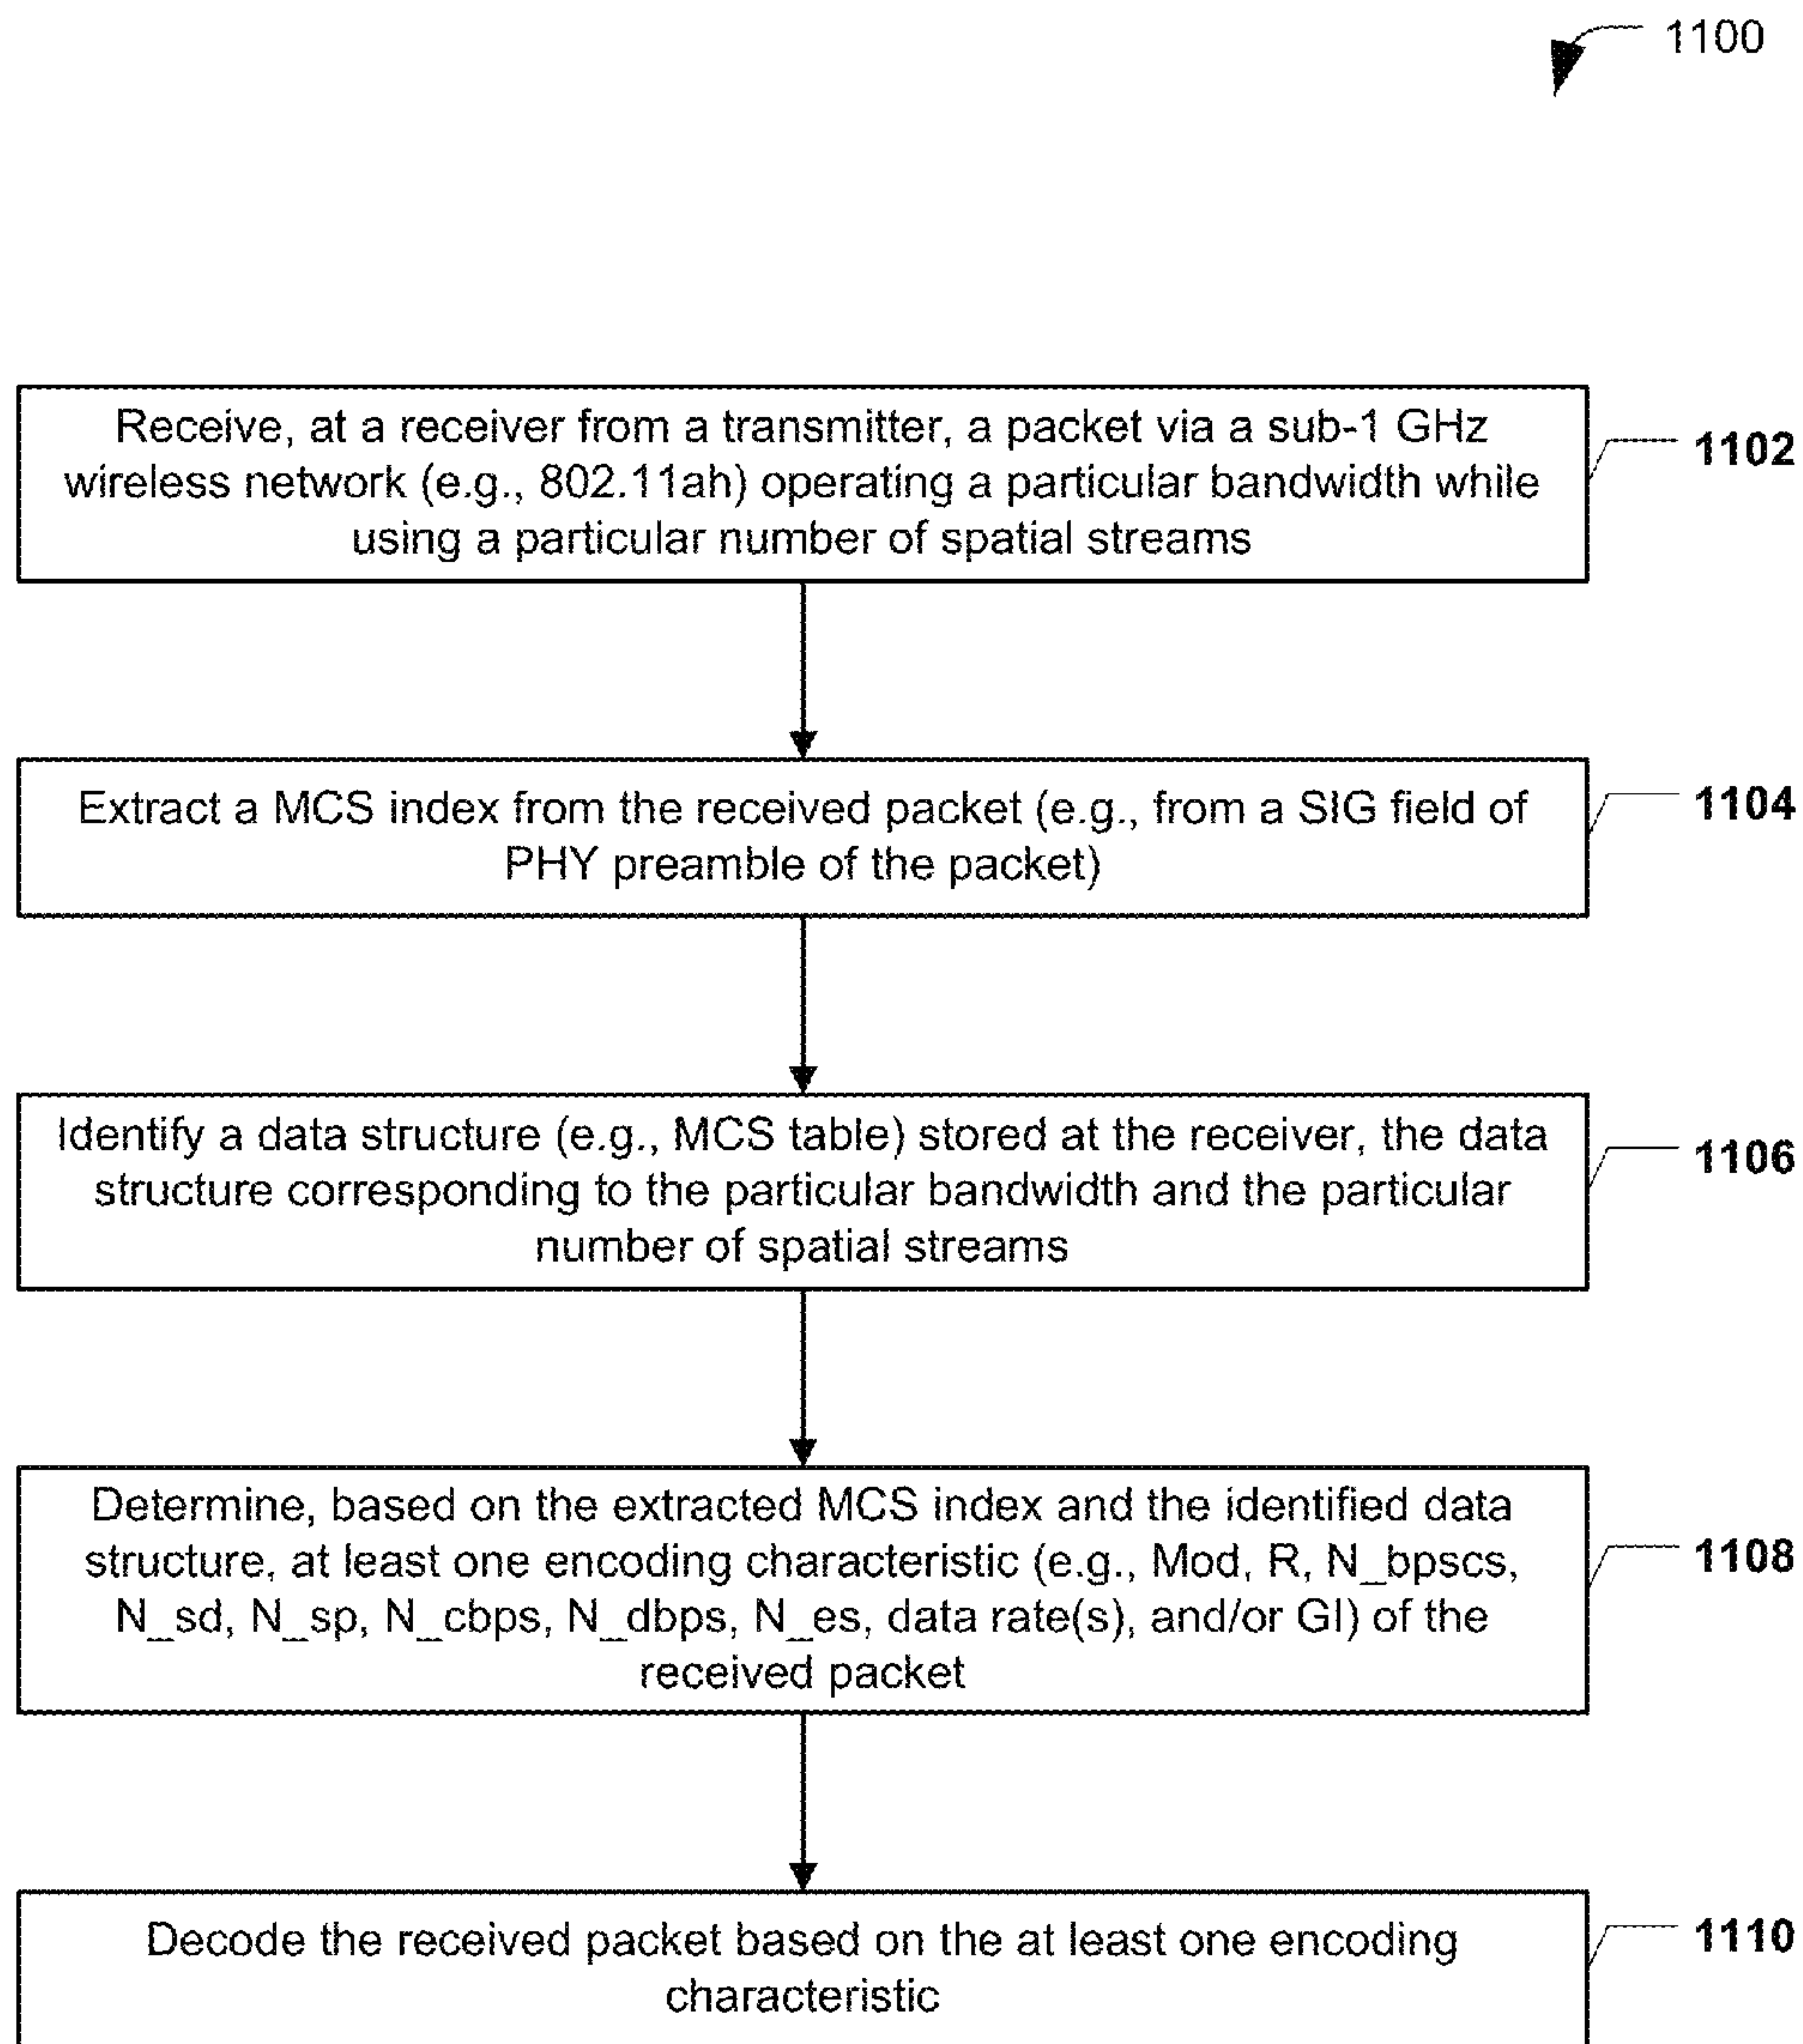 1100
Receive, at a receiver from a transmitter, a packet via a sub-1 GHz
wireless network (e.g., 802.11ah) operating a particular bandwidth while
using a particular number of spatial streams
1102
Extract a MCS index from the received packet (e.g., from a SIG field of
PHY preamble of the packet)
1104
Identify a data structure (e.g., MCS table) stored at the receiver, the data
structure corresponding to the particular bandwidth and the particular
number of spatial streams
1106
Determine, based on the extracted MCS index and the identified data
structure, at least one encoding characteristic (e.g., Mod, R, N_bpscs,
N_sd, N_sp, N_cbps, N_dbps, N_es, data rate(s), and/or GI) of the
received packet
1108
Decode the received packet based on the at least one encoding
characteristic
1110